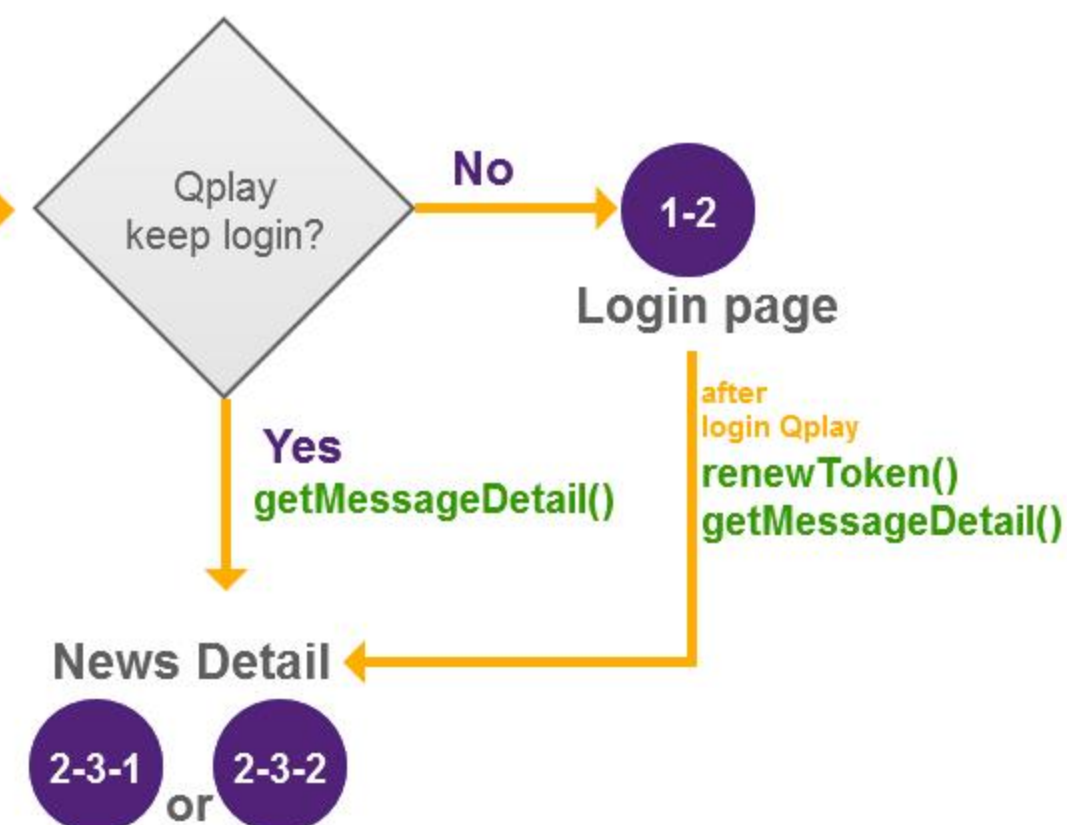 Qplay
keep login?
No
1-2
Login page
after
login Qplay
renewToken()
getMessageDetail()
Yes
getMessageDetail()
News Detail
2-3-1
or
2-3-2